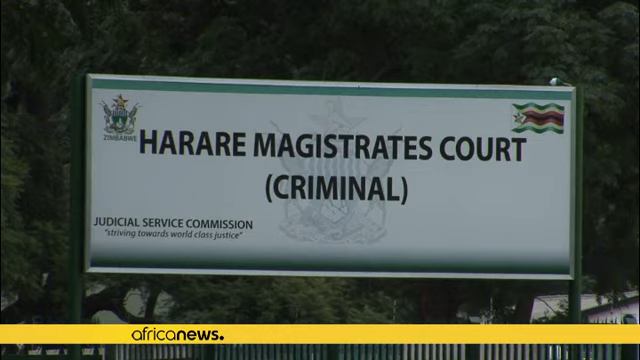 ZIMBABWE
HARARE MAGISTRATES COURT
(CRIMINAL)
JUDICIAL SERVICE COMMISSION
"striving towards world class justice"
africanews.